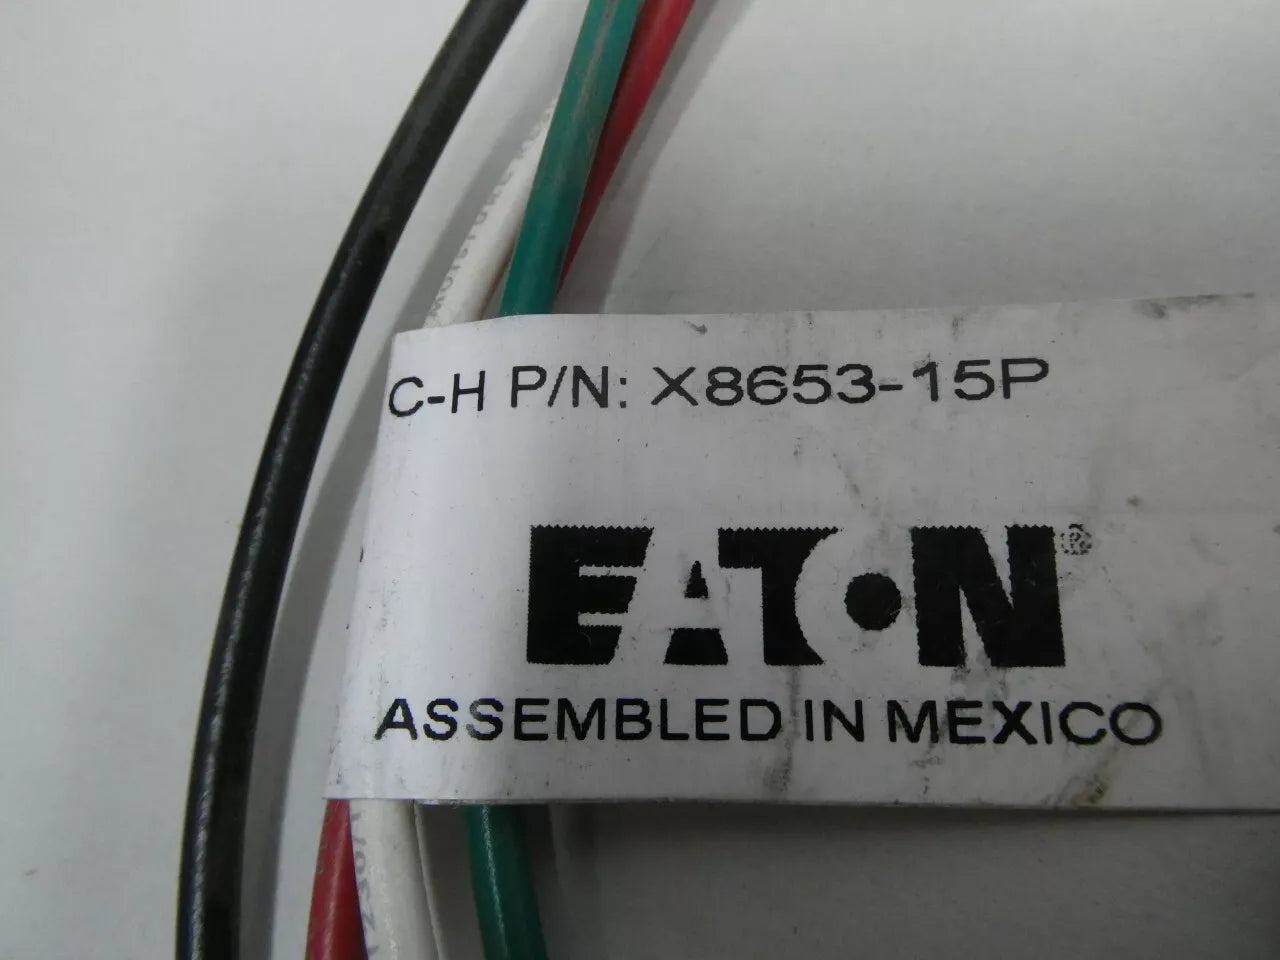 C-H P/N: X8653-15P
EATON®
ASSEMBLED IN MEXICO